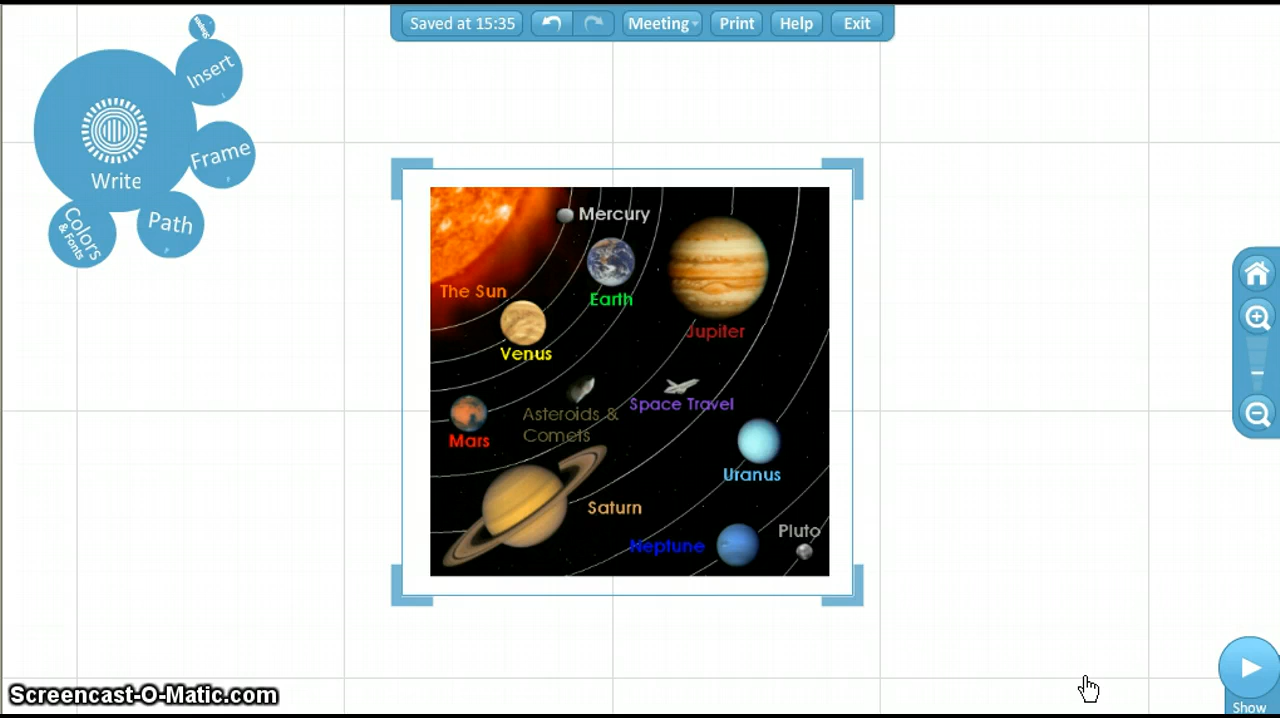 Saved at 15:35
Meeting
Print
Help
Exit
Insert
Frame
Write
Path
Colors
& Fonts
Mercury
The Sun
Earth
Venus
Jupiter
Asteroids &
Comets
Space Travel
Mars
Uranus
Saturn
Neptune
Pluto
Show
Screencast-O-Matic.com